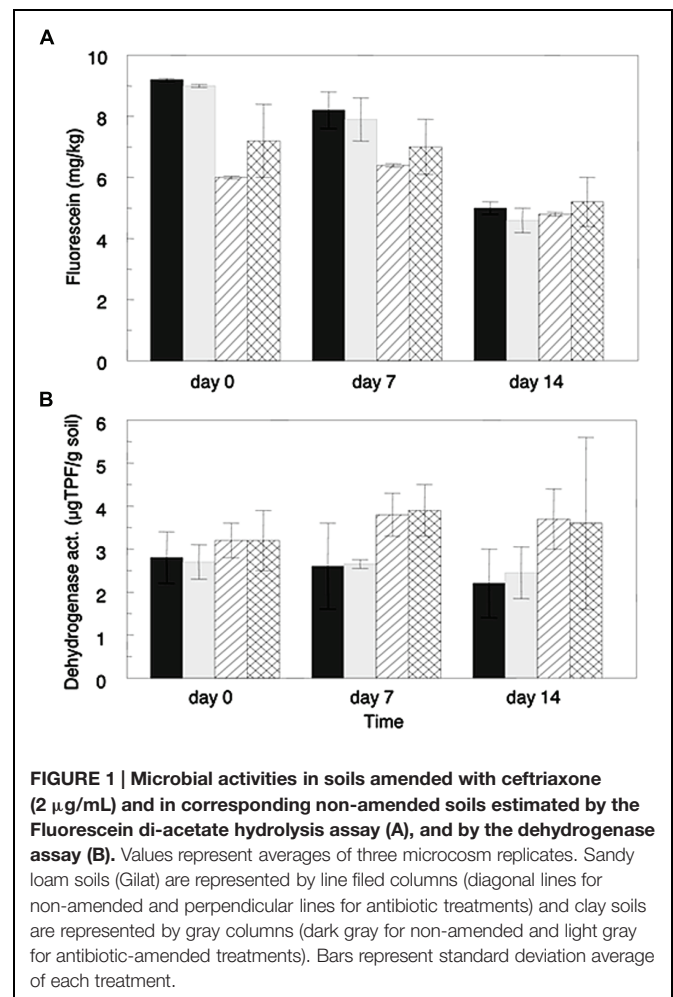 A
10
8
6
4
2
0
Fluorescein (mg/kg)
day 0 day 7 day 14
B
6
5
4
3
2
1
0
Dehydrogenase act. (µgTPF/g soil)
day 0 day 7 day 14
Time
FIGURE 1 | Microbial activities in soils amended with ceftriaxone
(2 μg/mL) and in corresponding non-amended soils estimated by the
Fluorescein di-acetate hydrolysis assay (A), and by the dehydrogenase
assay (B). Values represent averages of three microcosm replicates. Sandy
loam soils (Gilat) are represented by line filed columns (diagonal lines for
non-amended and perpendicular lines for antibiotic treatments) and clay soils
are represented by gray columns (dark gray for non-amended and light gray
for antibiotic-amended treatments). Bars represent standard deviation average
of each treatment.